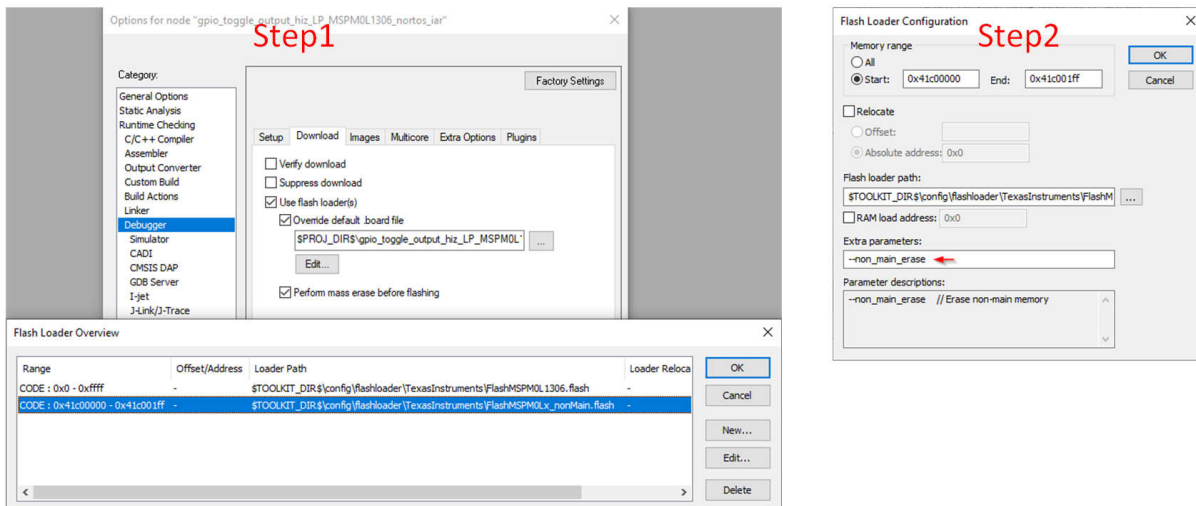 Options for node "gpio_toggle_output_hiz_LP_MSPM0L1306_nortos_iar"
Step1
Category:
General Options
Static Analysis
Runtime Checking
C/C++ Compiler
Assembler
Output Converter
Custom Build
Build Actions
Linker
Debugger
Simulator
CADI
CMSIS DAP
GDB Server
I-jet
J-Link/J-Trace
Factory Settings
Setup Download Images Multicore Extra Options Plugins
Verify download
Suppress download
Use flash loader(s)
Override default .board file
$PROJ_DIR$\gpio_toggle_output_hiz_LP_MSPM0L1 ...
Edit...
Perform mass erase before flashing
Flash Loader Overview
Range Offset/Address Loader Path Loader Reloca
CODE : 0x0 - 0xffff - $TOOLKIT_DIR$\config\flashloader\TexasInstruments\FlashMSPM0L1306.flash -
CODE : 0x41c00000 - 0x41c001ff - $TOOLKIT_DIR$\config\flashloader\TexasInstruments\FlashMSPM0Lx_nonMain.flash -
OK
Cancel
New...
Edit...
Delete
Flash Loader Configuration
Step2
Memory range
All
Start: 0x41c00000 End: 0x41c001ff
OK
Cancel
Relocate
Offset:
Absolute address: 0x0
Flash loader path:
$TOOLKIT_DIR$\config\flashloader\TexasInstruments\FlashM ...
RAM load address: 0x0
Extra parameters:
--non_main_erase
Parameter descriptions:
--non_main_erase // Erase non-main memory